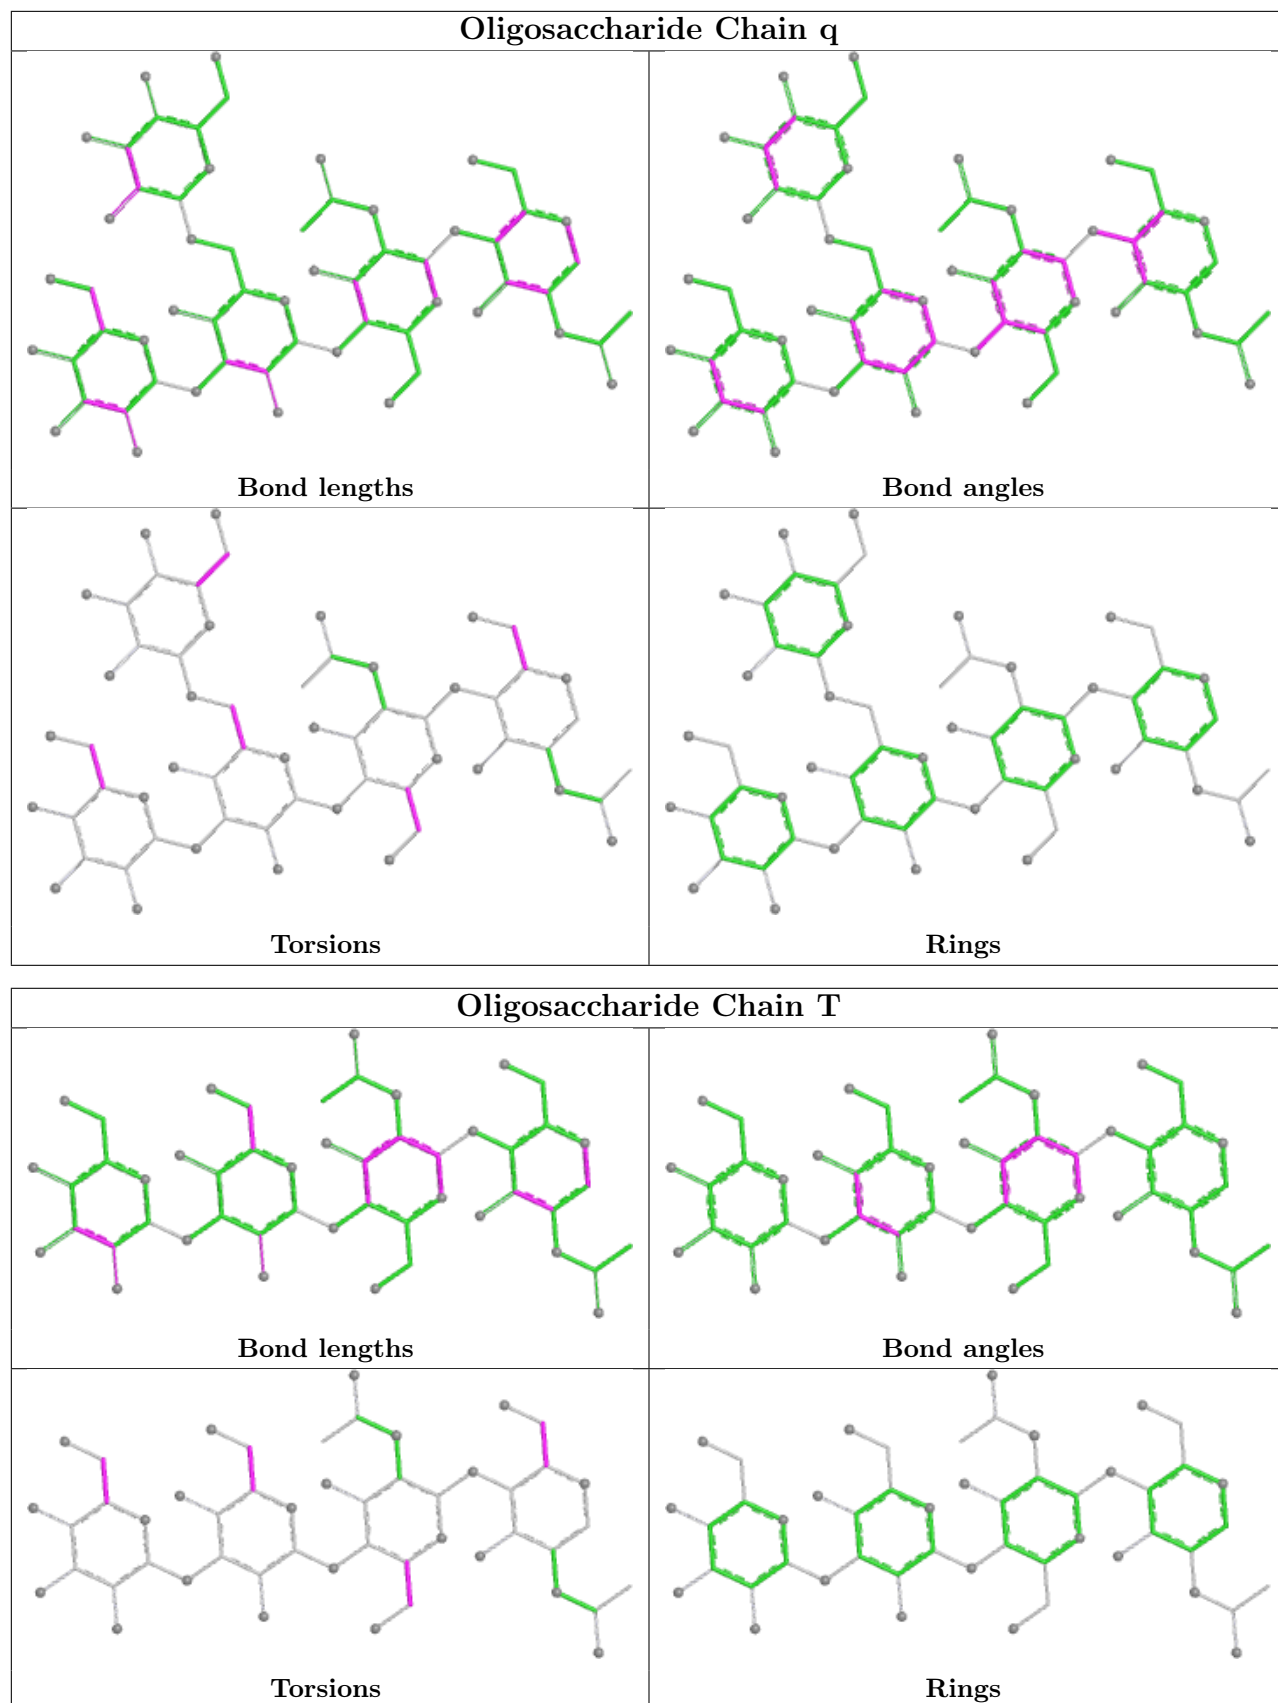 Oligosaccharide Chain q
Bond lengths
Bond angles
Torsions
Rings
Oligosaccharide Chain T
Bond lengths
Bond angles
Torsions
Rings